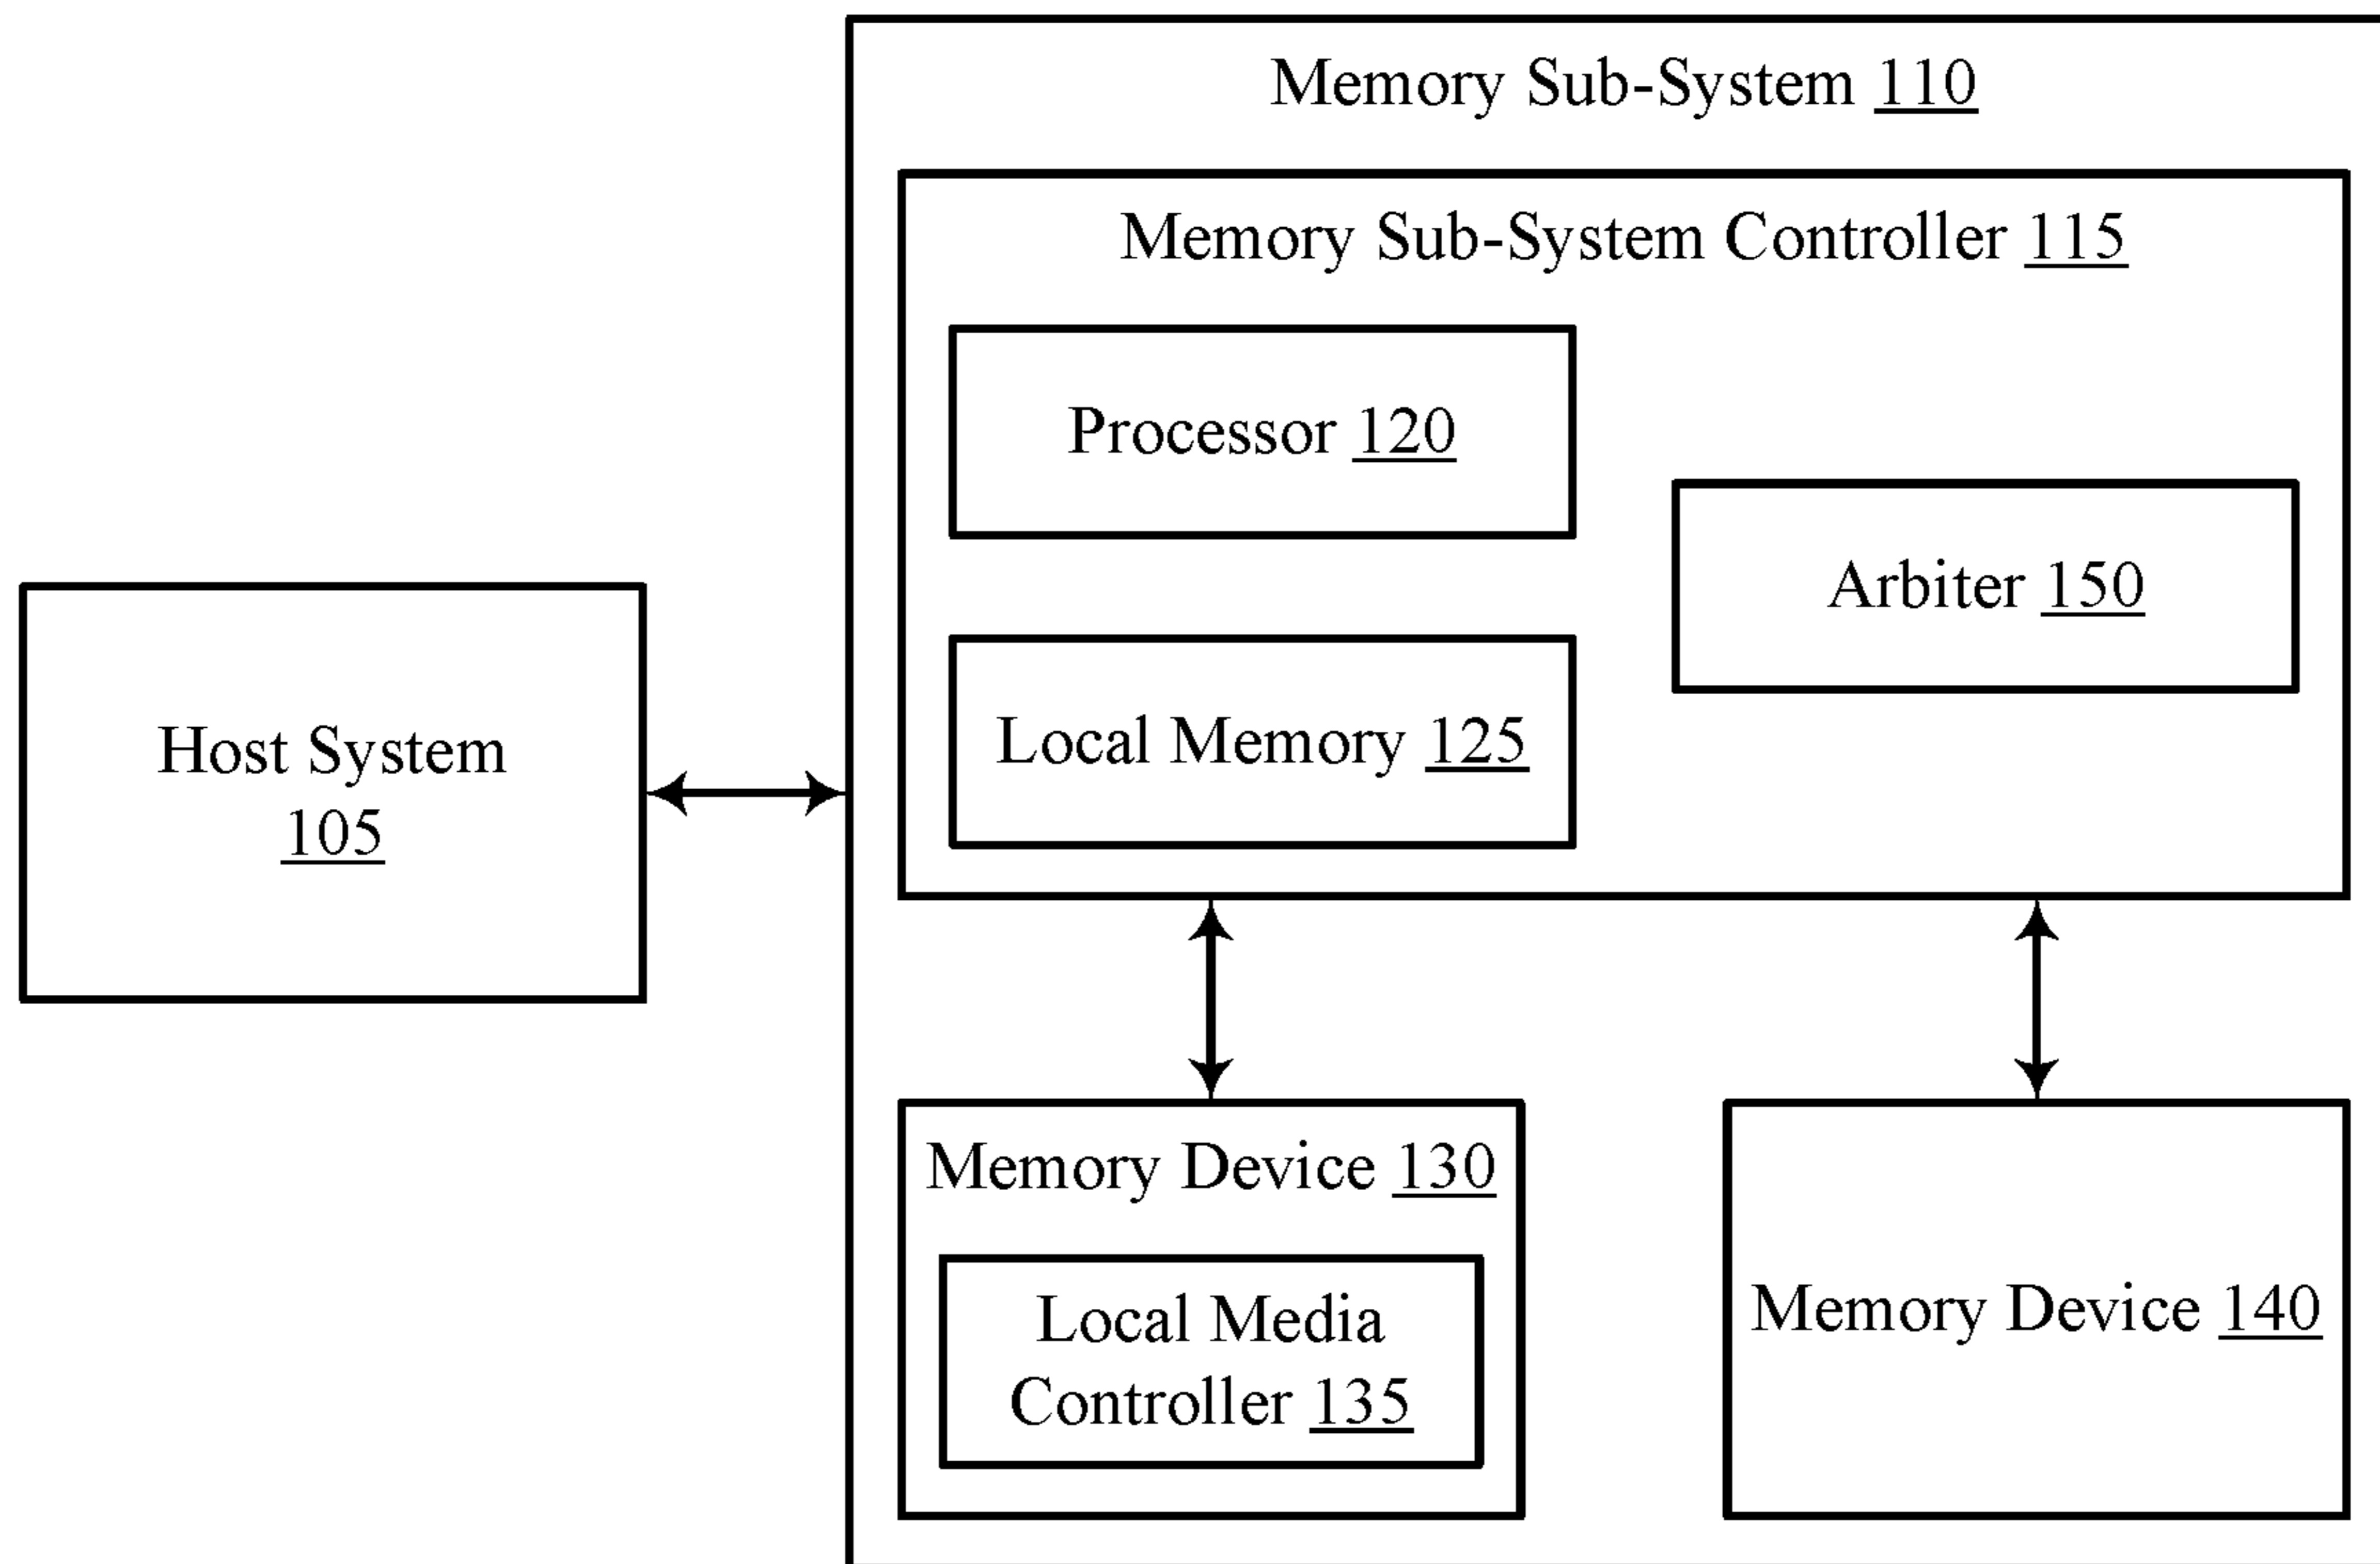 Memory Sub-System 110
Memory Sub-System Controller 115
Processor 120
Arbiter 150
Local Memory 125
Host System
105
Memory Device 130
Local Media
Controller 135
Memory Device 140